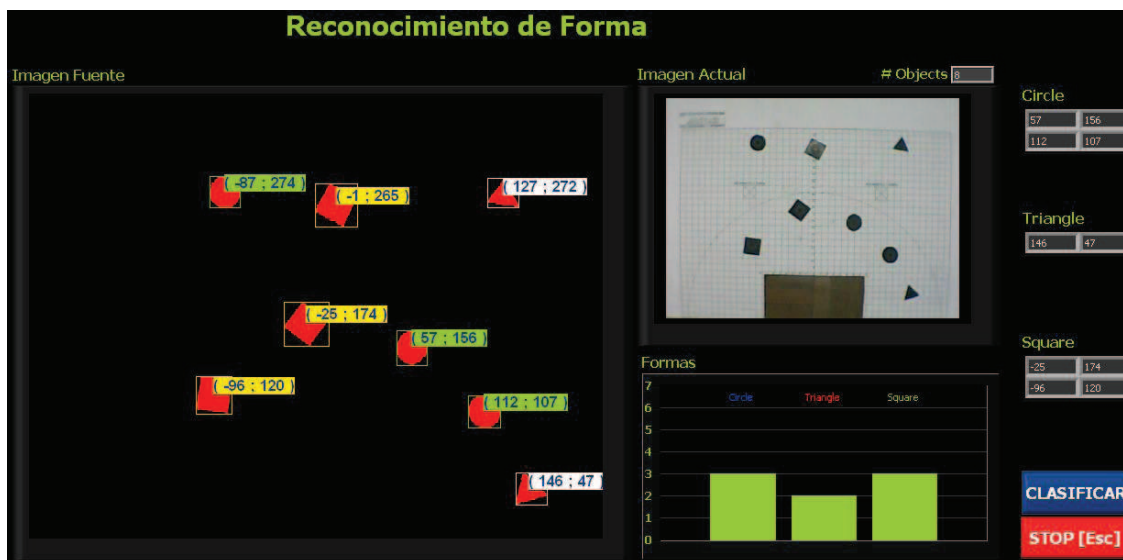 Reconocimiento de Forma
Imagen Fuente
Imagen Actual
# Objects 8
( -87 ; 274 )
( -1 ; 265 )
( 127 ; 272 )
( -25 ; 174 )
( 57 ; 156 )
( -96 ; 120 )
( 112 ; 107 )
( 146 ; 47 )
Formas
7
6
5
4
3
2
1
0
Circle Triangle Square
Circle
57 156
112 107
Triangle
146 47
Square
-25 174
-96 120
CLASIFICAR
STOP [Esc]